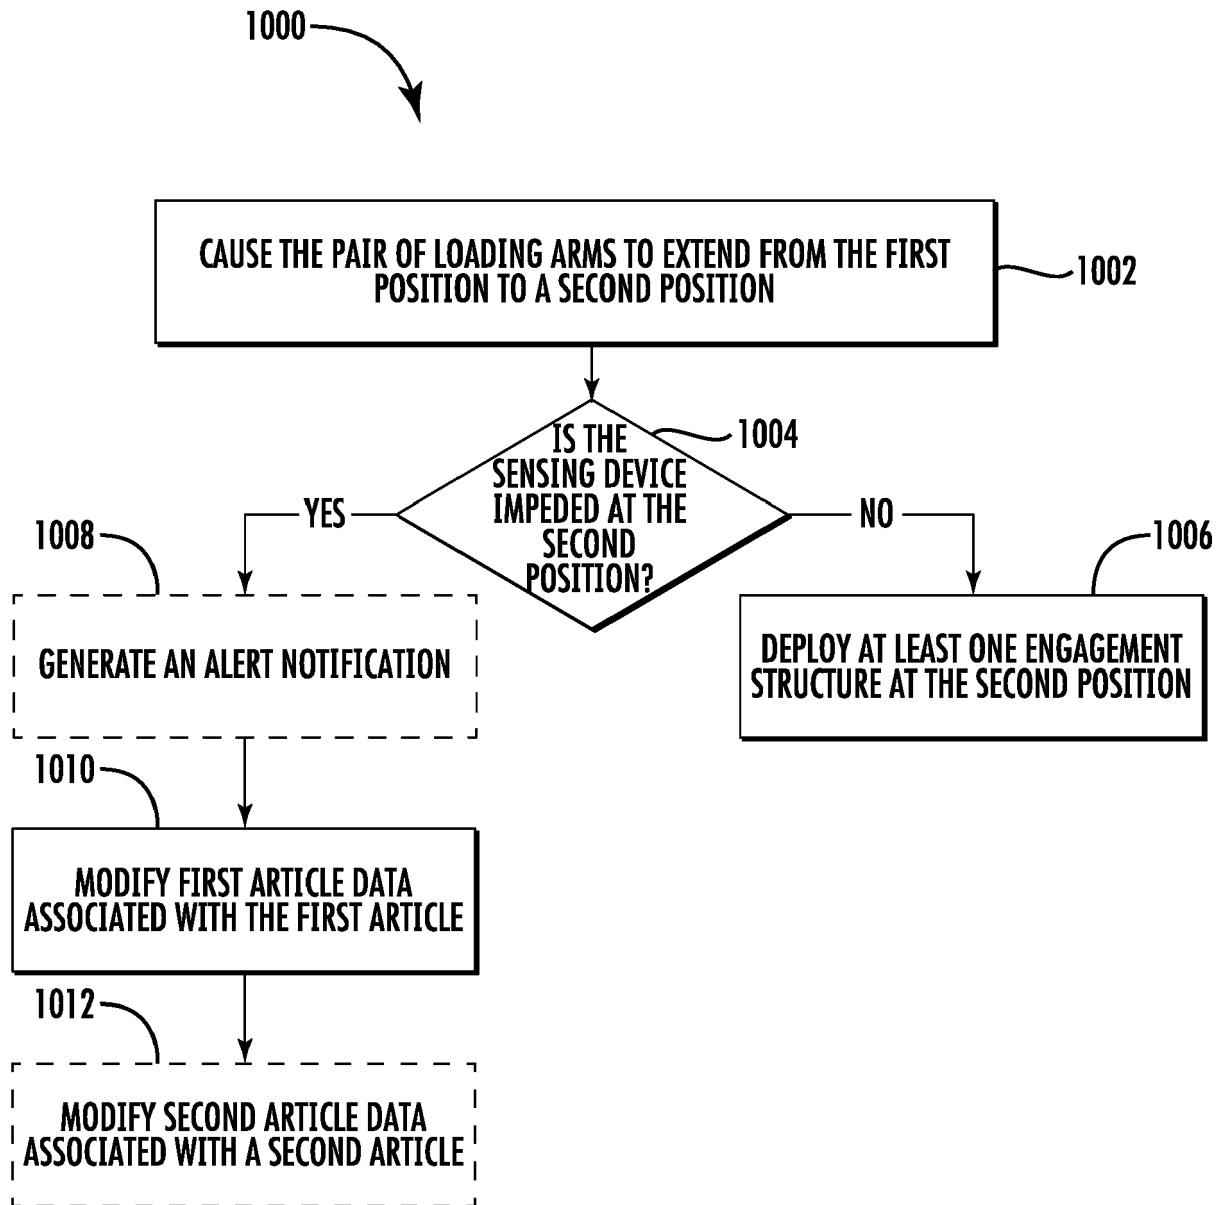 1000
CAUSE THE PAIR OF LOADING ARMS TO EXTEND FROM THE FIRST
POSITION TO A SECOND POSITION
1002
IS THE
SENSING DEVICE
IMPEDED AT THE
SECOND
POSITION?
1004
YES
NO
1008
GENERATE AN ALERT NOTIFICATION
1006
DEPLOY AT LEAST ONE ENGAGEMENT
STRUCTURE AT THE SECOND POSITION
1010
MODIFY FIRST ARTICLE DATA
ASSOCIATED WITH THE FIRST ARTICLE
1012
MODIFY SECOND ARTICLE DATA
ASSOCIATED WITH A SECOND ARTICLE